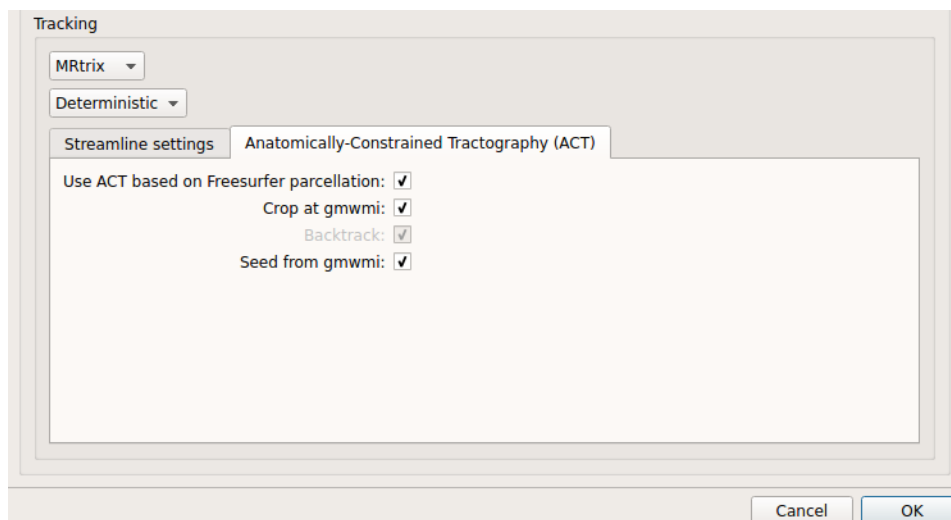 Tracking
MRtrix
Deterministic
Streamline settings
Anatomically-Constrained Tractography (ACT)
Use ACT based on Freesurfer parcellation:
Crop at gmwmi:
Backtrack:
Seed from gmwmi:
Cancel
OK